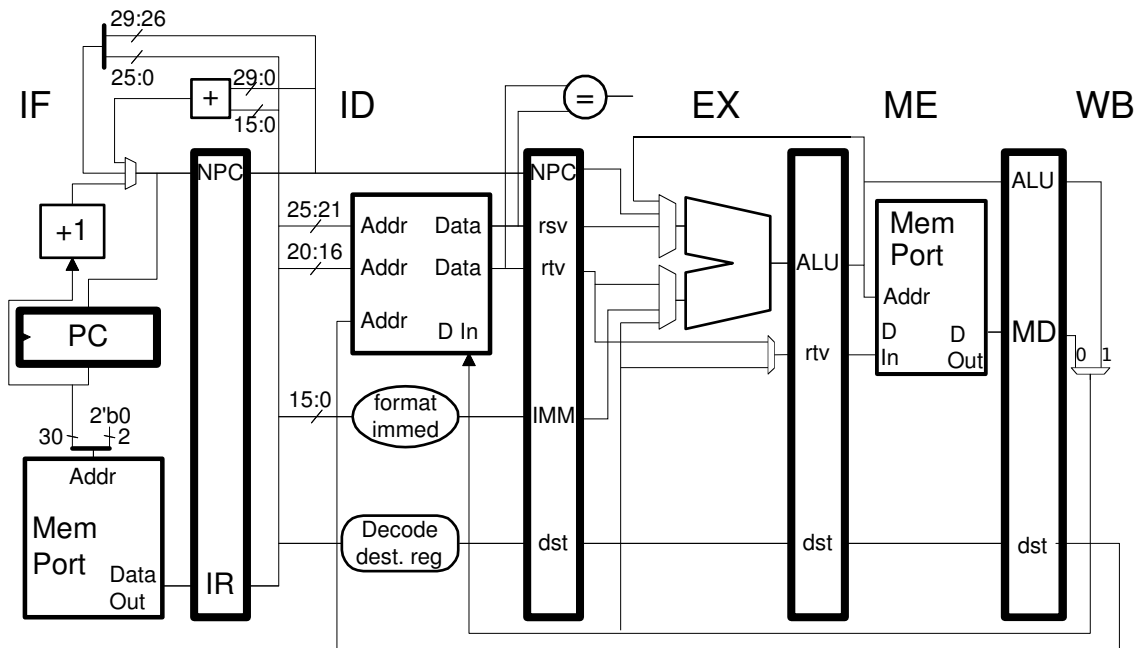 29:26
25:0
29:0
15:0
+
IF
ID
=
EX
ME
WB
NPC
NPC
ALU
+1
25:21
20:16
Addr Data
Addr Data
Addr
D In
rsv
rtv
ALU
Mem
Port
Addr
D
In
D
Out
MD
0 1
PC
rtv
15:0
format
immed
IMM
2'b0
30
2
Addr
Mem
Port
Data
Out
IR
Decode
dest. reg
dst
dst
dst